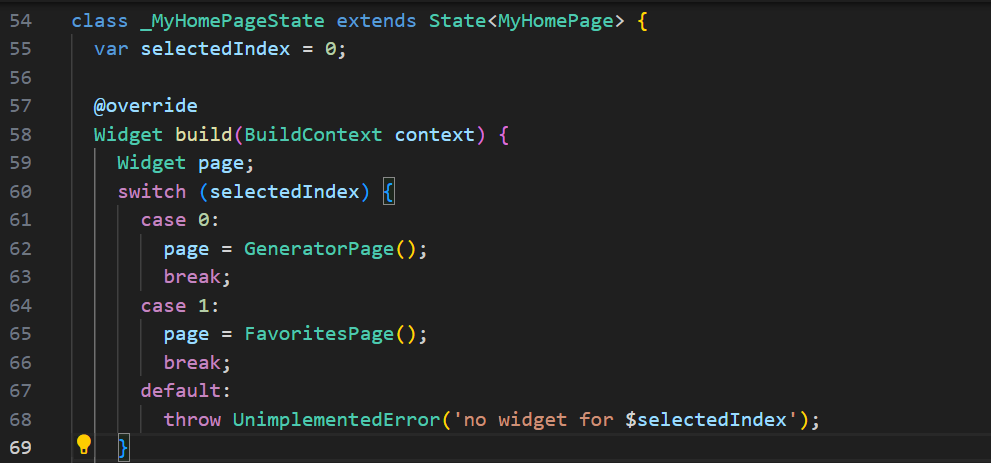 54 class _MyHomePageState extends State<MyHomePage> {
55   var selectedIndex = 0;
56
57   @override
58   Widget build(BuildContext context) {
59     Widget page;
60     switch (selectedIndex) {
61       case 0:
62         page = GeneratorPage();
63         break;
64       case 1:
65         page = FavoritesPage();
66         break;
67       default:
68         throw UnimplementedError('no widget for $selectedIndex');
69     }